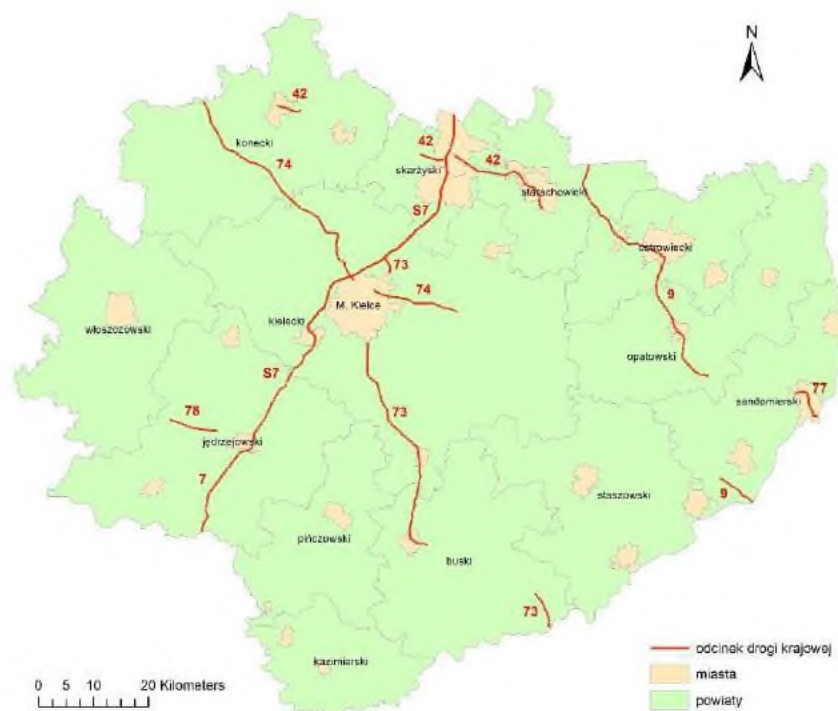 N
42
konecki
74
42
skarżyski
42
starachowicki
S7
73
74
M. Kielce
ostrowiecki
9
włoszczowski
kielecki
opatowski
S7
78
jędrzejowski
73
77
sandomierski
7
staszowski
9
pińczowski
buski
73
kazimierski
odcinek drogi krajowej
miasta
powiaty
0 5 10 20 Kilometers